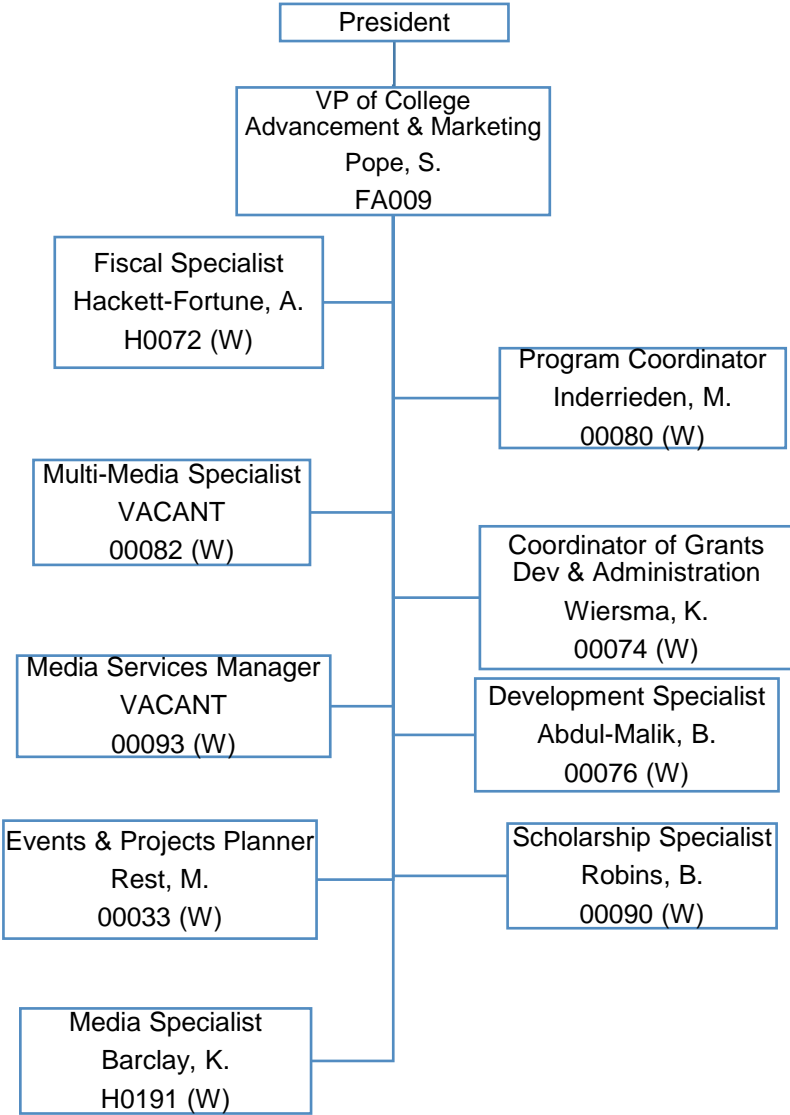 President
VP of College
Advancement & Marketing
Pope, S.
FA009
Fiscal Specialist
Hackett-Fortune, A.
H0072 (W)
Program Coordinator
Inderrieden, M.
00080 (W)
Multi-Media Specialist
VACANT
00082 (W)
Coordinator of Grants
Dev & Administration
Wiersma, K.
00074 (W)
Media Services Manager
VACANT
00093 (W)
Development Specialist
Abdul-Malik, B.
00076 (W)
Events & Projects Planner
Rest, M.
00033 (W)
Scholarship Specialist
Robins, B.
00090 (W)
Media Specialist
Barclay, K.
H0191 (W)